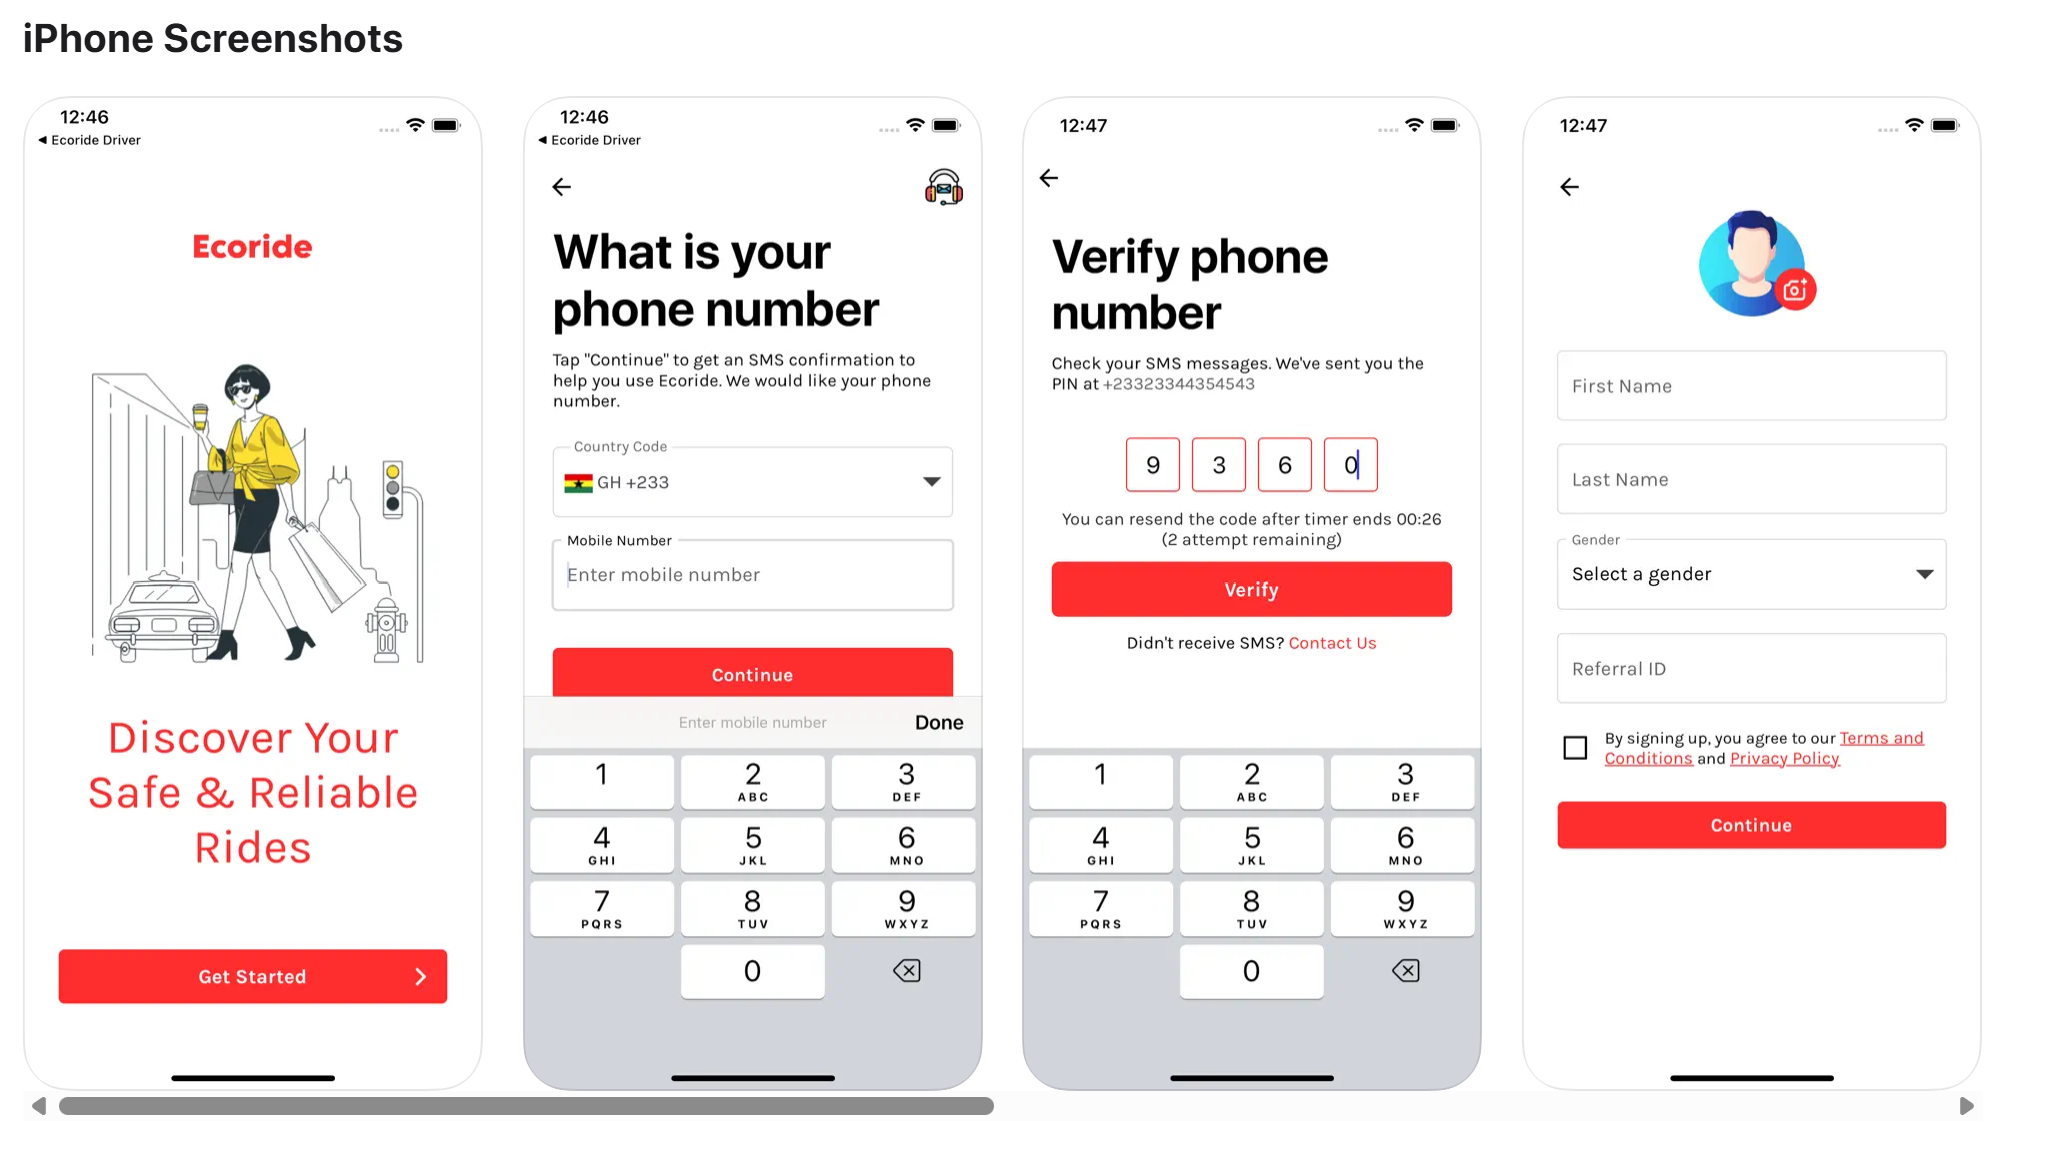 iPhone Screenshots
12:46
◀ Ecoride Driver
Ecoride
Discover Your
Safe & Reliable
Rides
Get Started
12:46
◀ Ecoride Driver
What is your
phone number
Tap "Continue" to get an SMS confirmation to
help you use Ecoride. We would like your phone
number.
Country Code
GH +233
Mobile Number
Enter mobile number
Continue
Enter mobile number
Done
1
2
3
ABC
DEF
4
5
6
GHI
JKL
MNO
7
8
9
PQRS
TUV
WXYZ
0
12:47
Verify phone
number
Check your SMS messages. We've sent you the
PIN at +23323344354543
9 3 6 0
You can resend the code after timer ends 00:26
(2 attempt remaining)
Verify
Didn't receive SMS? Contact Us
1
2
3
ABC
DEF
4
5
6
GHI
JKL
MNO
7
8
9
PQRS
TUV
WXYZ
0
12:47
First Name
Last Name
Gender
Select a gender
Referral ID
By signing up, you agree to our Terms and
Conditions and Privacy Policy
Continue